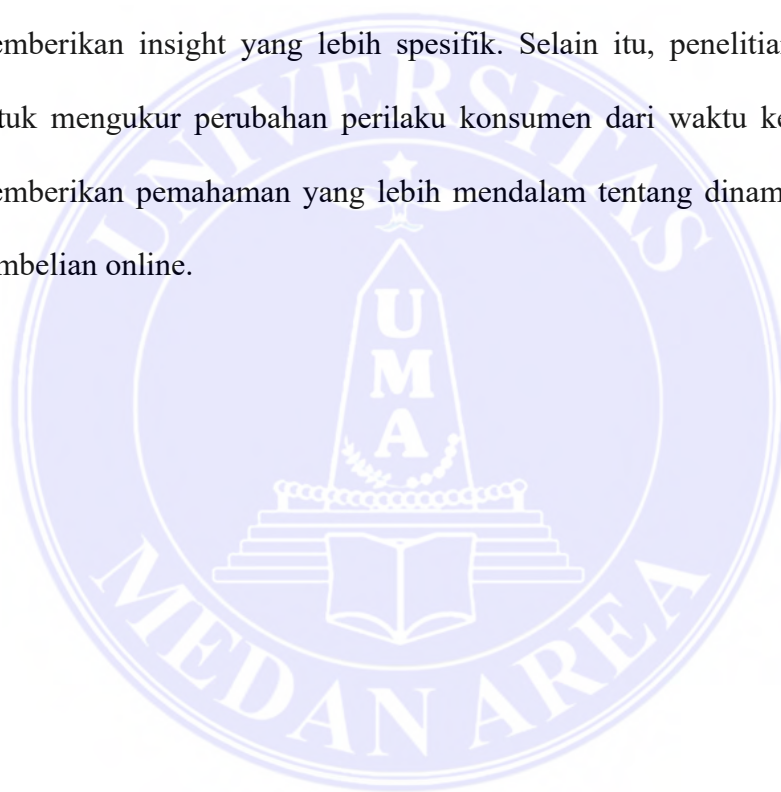 emberikan insight yang lebih spesifik. Selain itu, penelitian
tuk mengukur perubahan perilaku konsumen dari waktu ke
emberikan pemahaman yang lebih mendalam tentang dinam
mbelian online.
UNIVERSITAS
U
M
A
MEDAN AREA